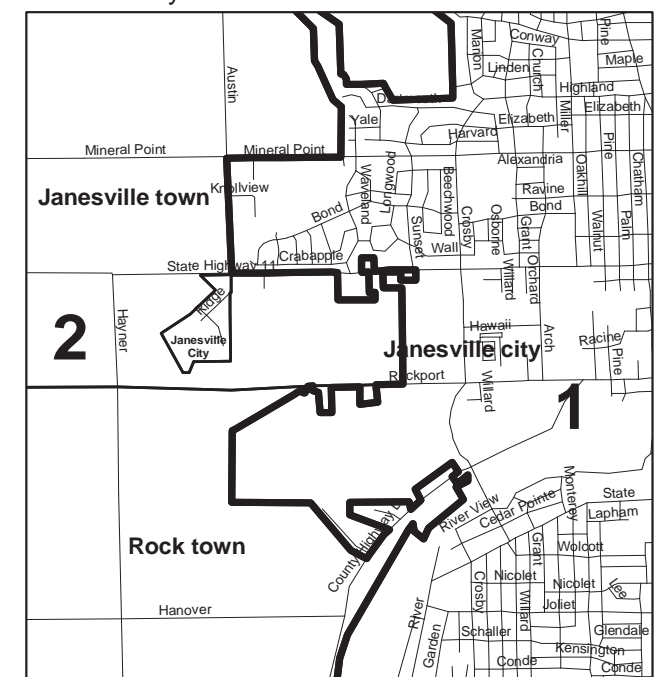 Pine
Marion
Conway
Church
Maple
Linden
Austin
Highland
Miller
Elizabeth
Yale
Elizabeth
Harvard
Pine
Mineral Point
Mineral Point
Alexandria
Oakhill
Chatham
Janesville town
Knollview
Waveland
Longwood
Beechwood
Ravine
Bond
Bond
Crosby
Osborne
Grant
Walnut
Palm
Sunset
Wall
Crabapple
State Highway 11
Willard
Orchard
Ridge
Hayner
2
Janesville
City
Hawaii
Arch
Racine
Janesville city
Pine
Rockport
Willard
1
Monterey
State
River View
Cedar Pointe
Lapham
County Highway
Rock town
Grant
Wolcott
Nicolet
Nicolet
Lee
Crosby
Willard
Joliet
Hanover
River
Garden
Schaller
Glendale
Kensington
Conde
Conde